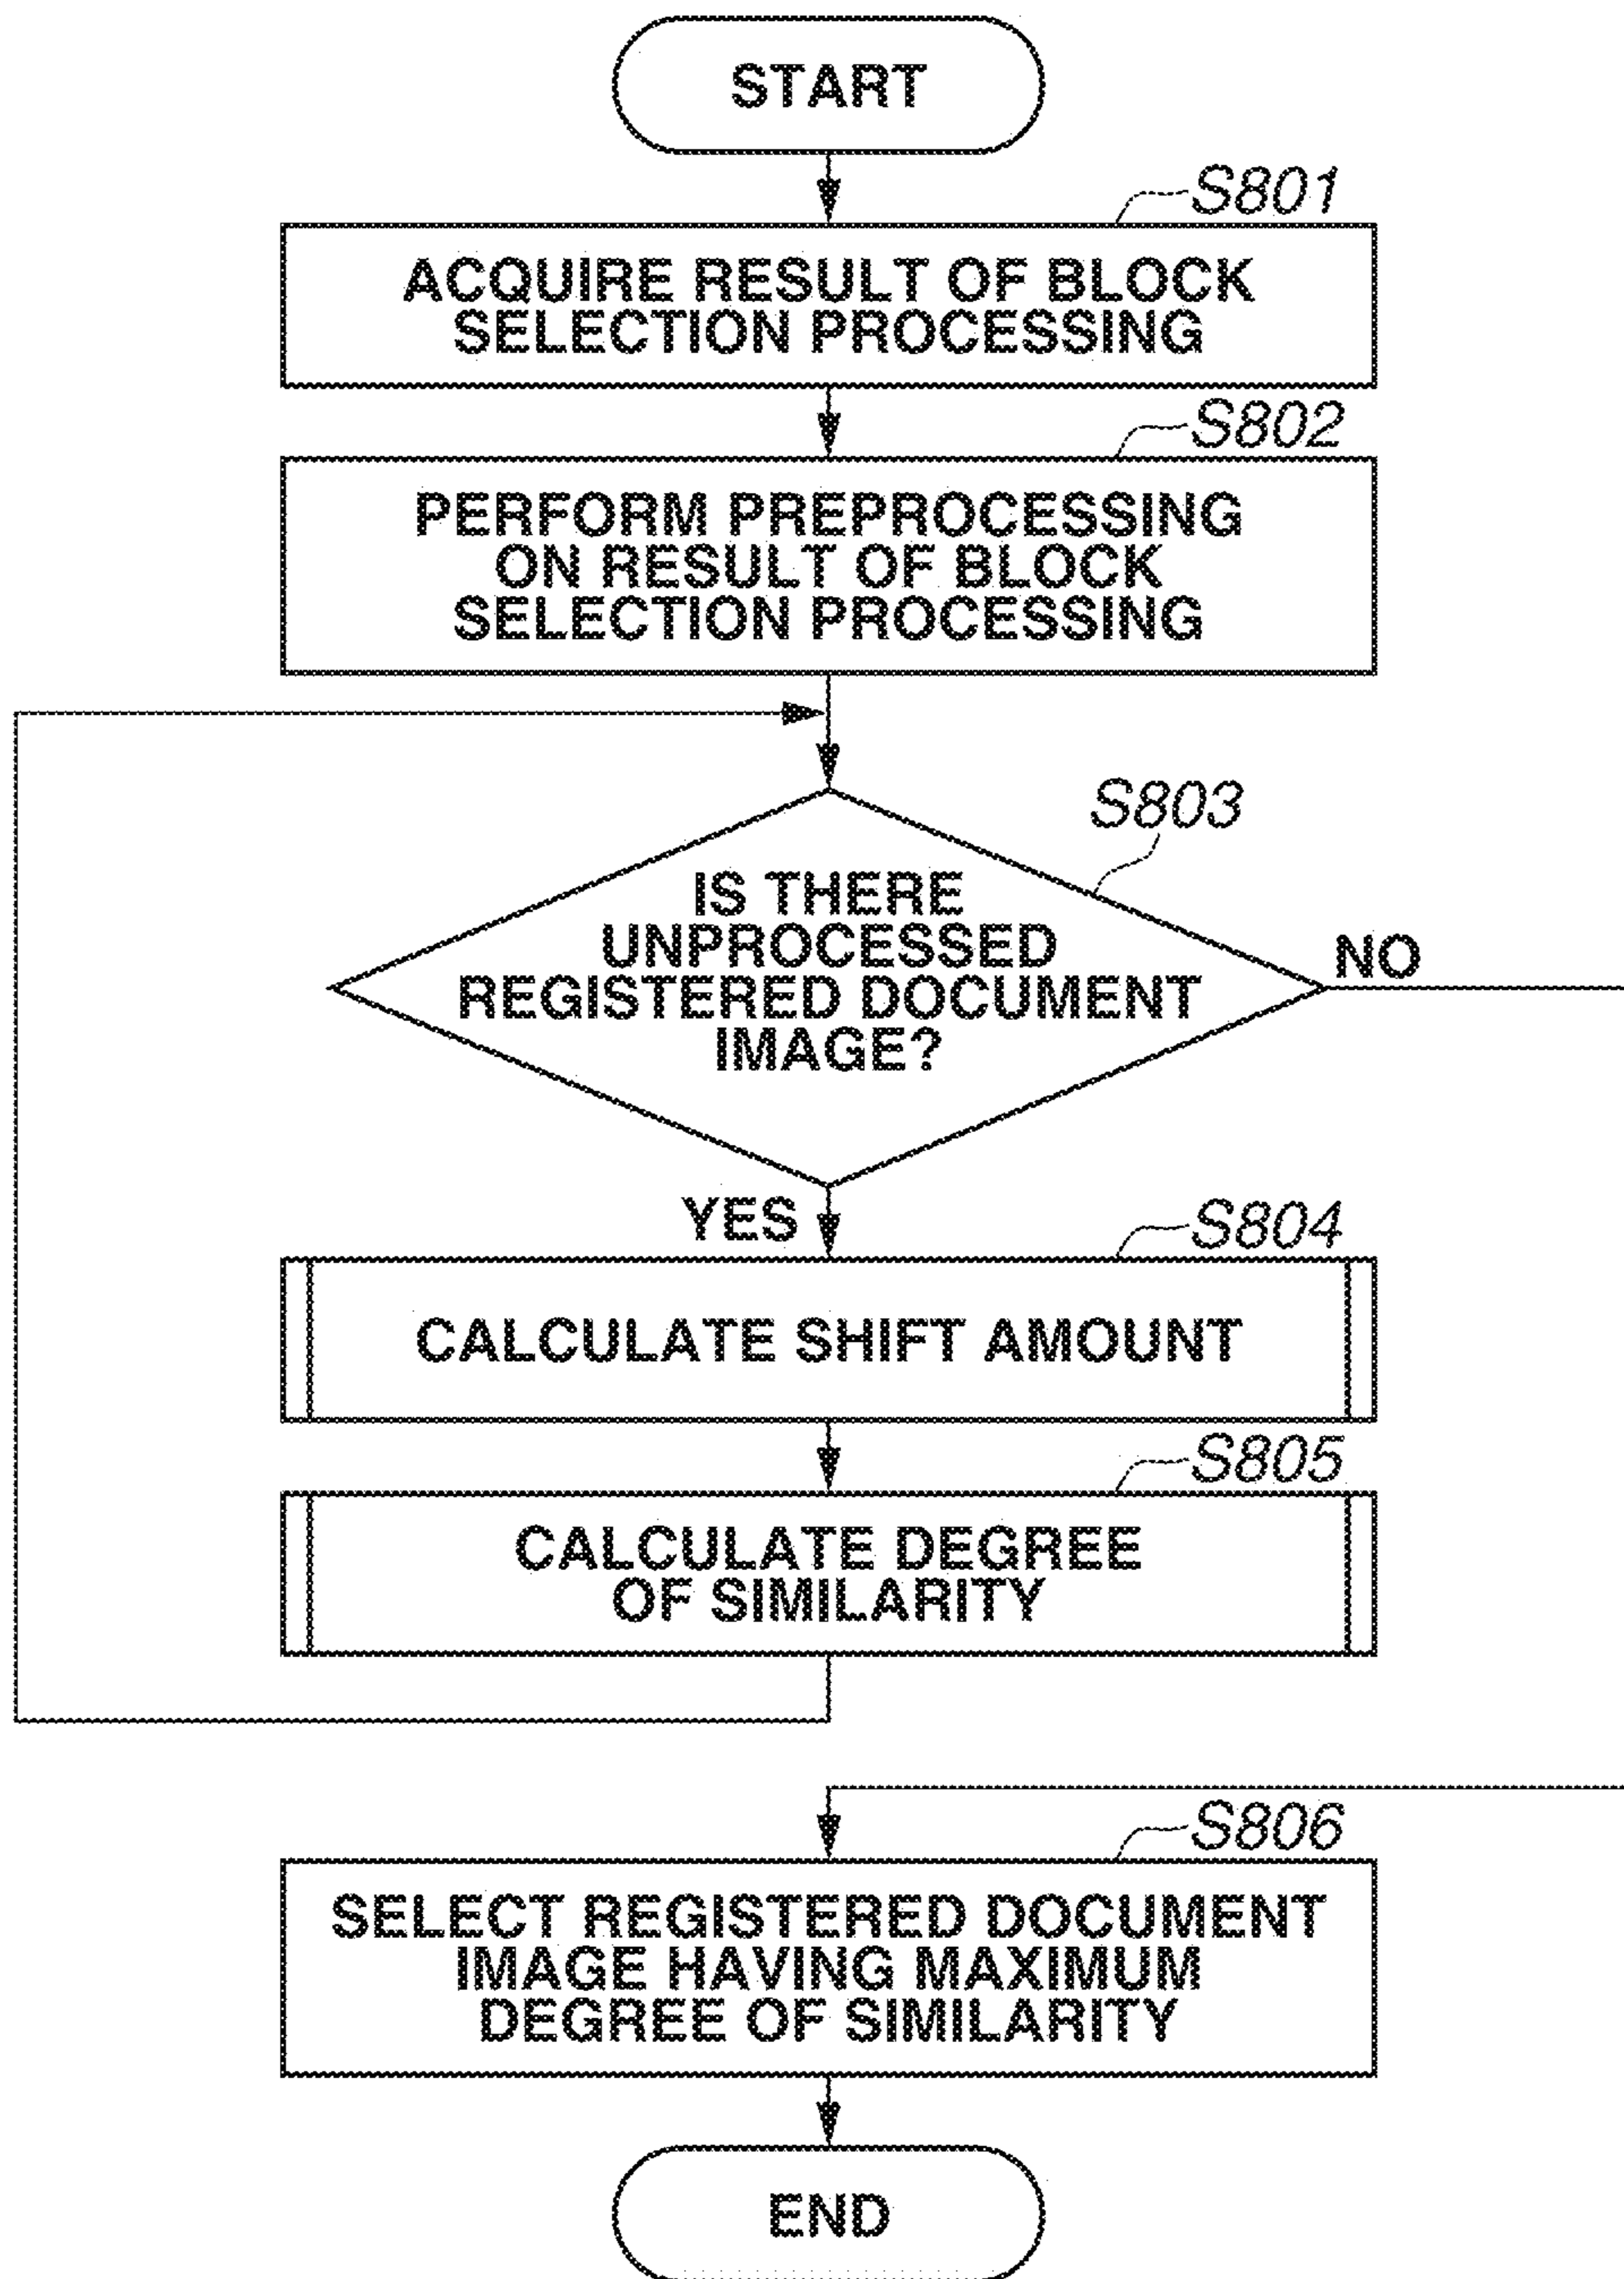 START
S801
ACQUIRE RESULT OF BLOCK
SELECTION PROCESSING
S802
PERFORM PREPROCESSING
ON RESULT OF BLOCK
SELECTION PROCESSING
S803
IS THERE
UNPROCESSED
REGISTERED DOCUMENT
IMAGE?
NO
YES
S804
CALCULATE SHIFT AMOUNT
S805
CALCULATE DEGREE
OF SIMILARITY
S806
SELECT REGISTERED DOCUMENT
IMAGE HAVING MAXIMUM
DEGREE OF SIMILARITY
END